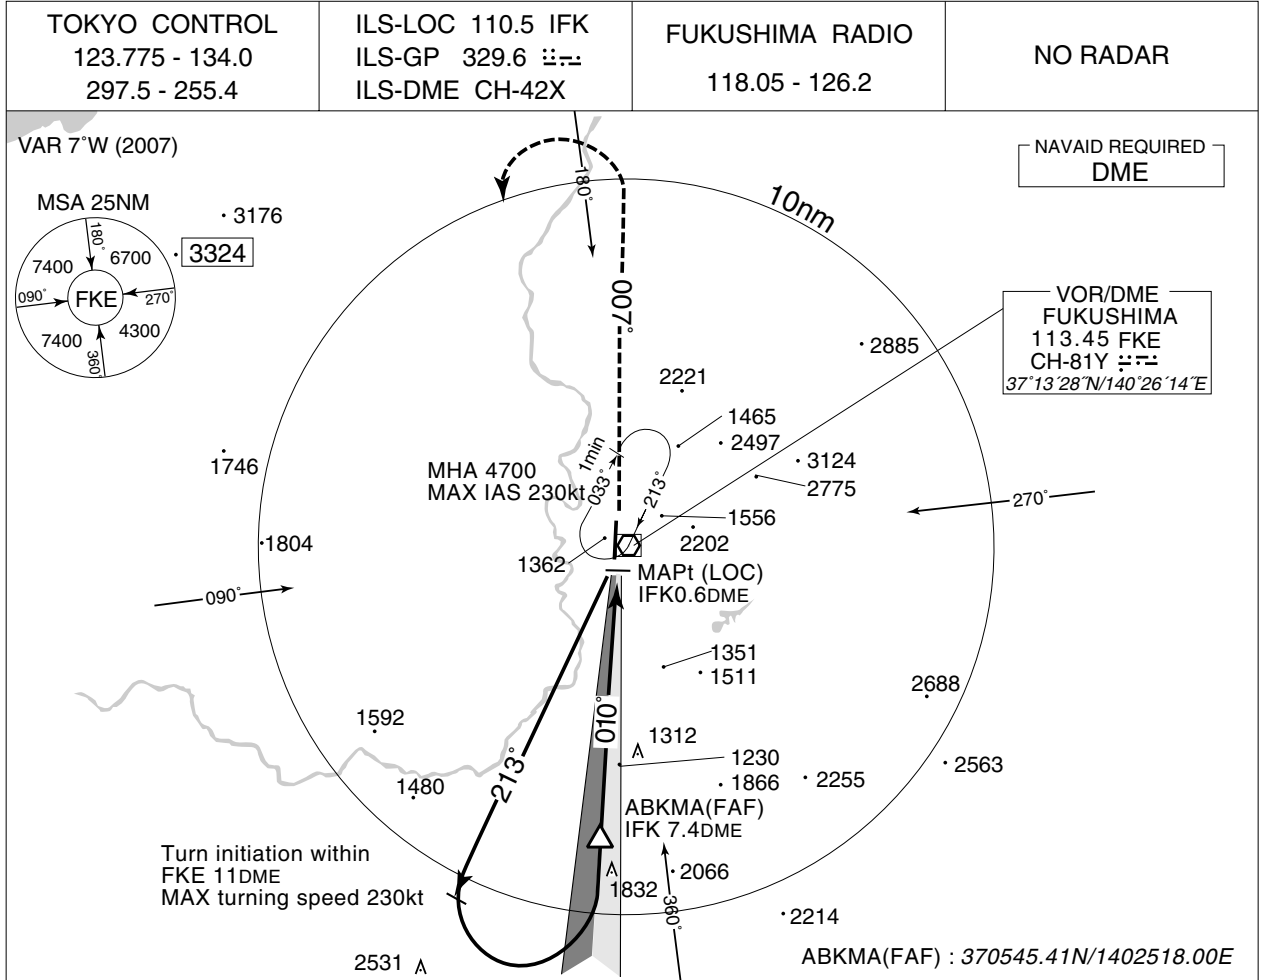 TOKYO CONTROL
123.775 - 134.0
297.5 - 255.4
ILS-LOC 110.5 IFK
ILS-GP 329.6
ILS-DME CH-42X
FUKUSHIMA RADIO
118.05 - 126.2
NO RADAR
VAR 7°W (2007)
NAVAID REQUIRED
DME
MSA 25NM
180°
7400
6700
090°
FKE
270°
7400
4300
360°
3176
3324
180°
10nm
007°
VOR/DME
FUKUSHIMA
113.45 FKE
CH-81Y
37°13´28˝N/140°26´14˝E
2885
2221
1465
2497
3124
2775
1746
MHA 4700
MAX IAS 230kt
1min
033°
213°
270°
1556
2202
1804
1362
MAPt (LOC)
IFK0.6DME
090°
1351
1511
2688
1592
010°
1312
1230
1866
2255
2563
213°
1480
ABKMA(FAF)
IFK 7.4DME
Turn initiation within
FKE 11DME
MAX turning speed 230kt
2066
1832
360°
2214
2531
ABKMA(FAF) : 370545.41N/1402518.00E